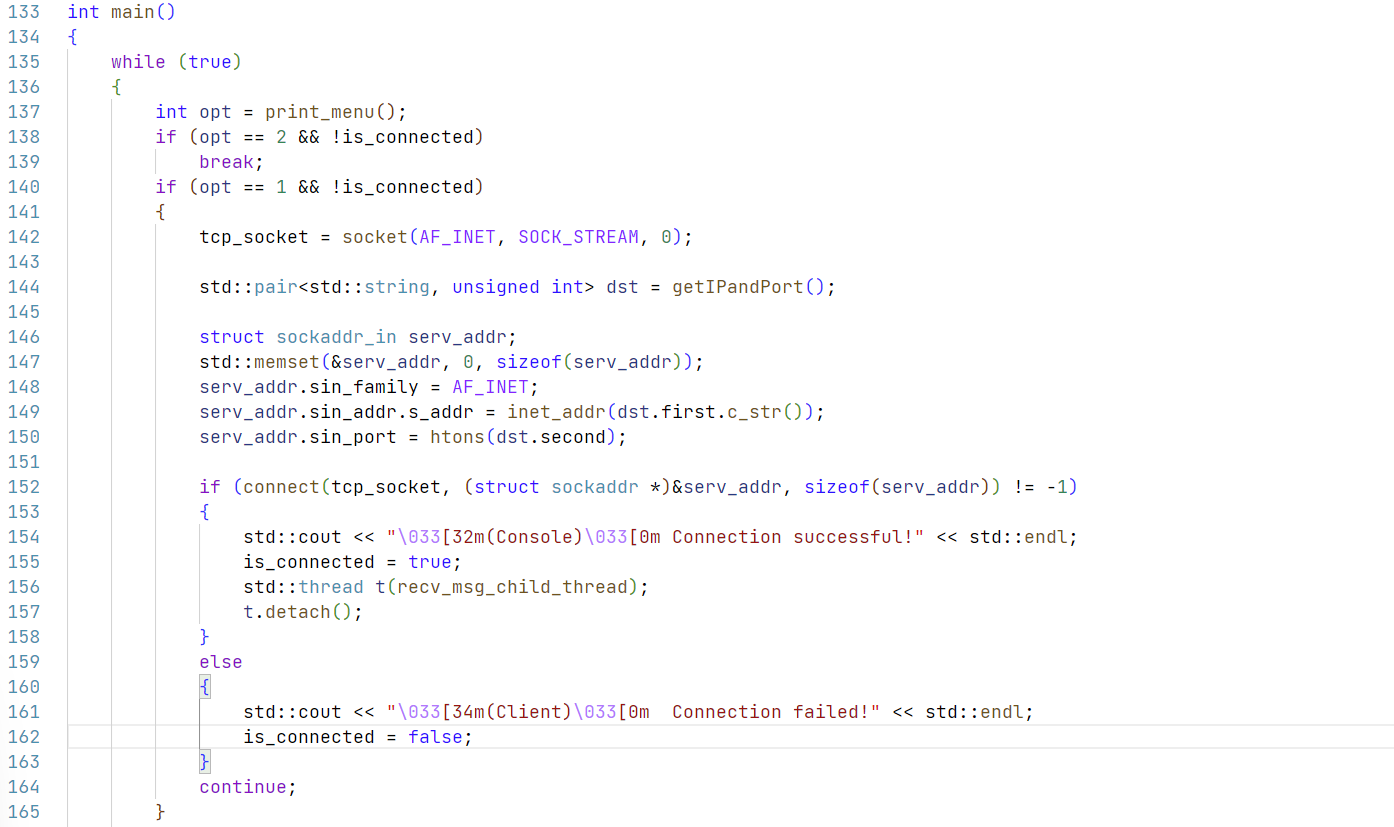 133 int main()
134 {
135     while (true)
136     {
137         int opt = print_menu();
138         if (opt == 2 && !is_connected)
139             break;
140         if (opt == 1 && !is_connected)
141         {
142             tcp_socket = socket(AF_INET, SOCK_STREAM, 0);
143
144             std::pair<std::string, unsigned int> dst = getIPandPort();
145
146             struct sockaddr_in serv_addr;
147             std::memset(&serv_addr, 0, sizeof(serv_addr));
148             serv_addr.sin_family = AF_INET;
149             serv_addr.sin_addr.s_addr = inet_addr(dst.first.c_str());
150             serv_addr.sin_port = htons(dst.second);
151
152             if (connect(tcp_socket, (struct sockaddr *)&serv_addr, sizeof(serv_addr)) != -1)
153             {
154                 std::cout << "\033[32m(Console)\033[0m Connection successful!" << std::endl;
155                 is_connected = true;
156                 std::thread t(recv_msg_child_thread);
157                 t.detach();
158             }
159             else
160             {
161                 std::cout << "\033[34m(Client)\033[0m  Connection failed!" << std::endl;
162                 is_connected = false;
163             }
164             continue;
165         }